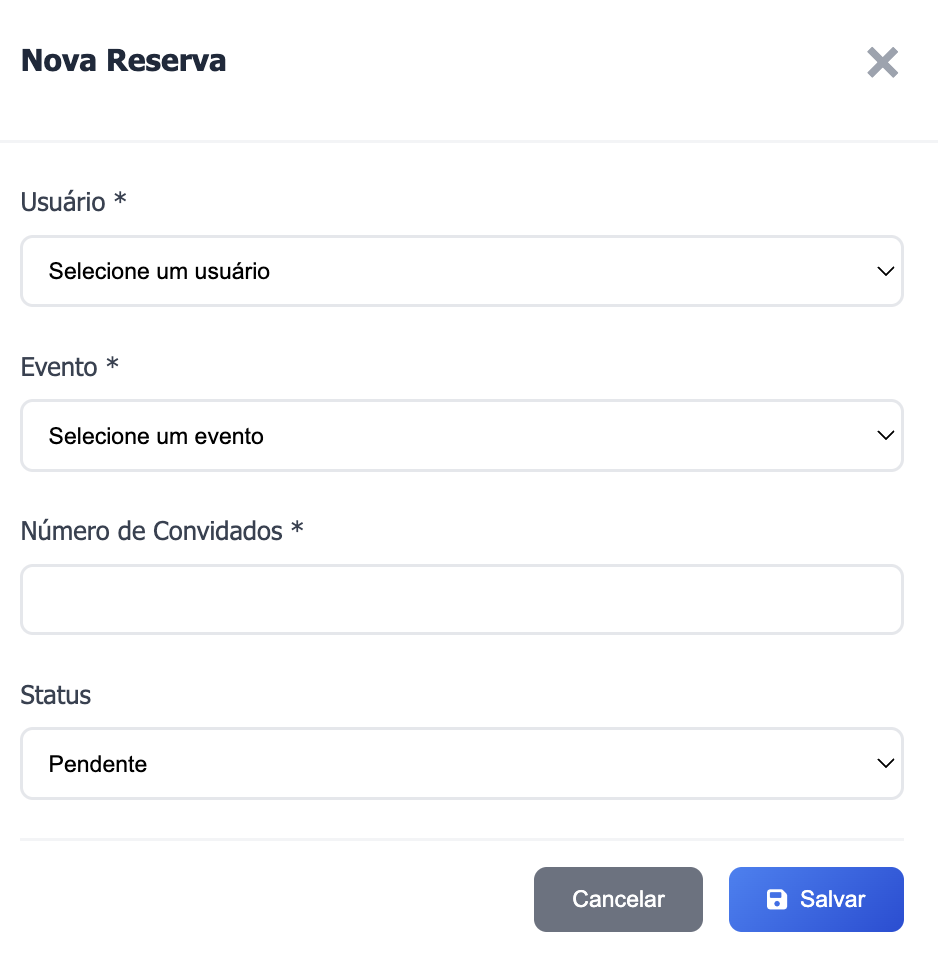 Nova Reserva
Usuário *
Selecione um usuário
Evento *
Selecione um evento
Número de Convidados *
Status
Pendente
Cancelar
Salvar